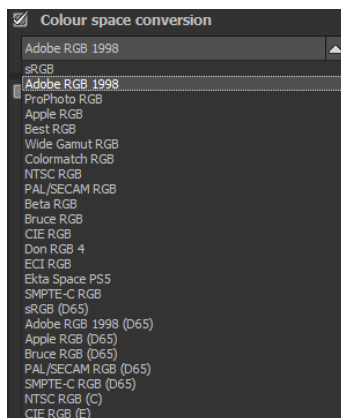 Colour space conversion
Adobe RGB 1998
sRGB
Adobe RGB 1998
ProPhoto RGB
Apple RGB
Best RGB
Wide Gamut RGB
Colormatch RGB
NTSC RGB
PAL/SECAM RGB
Beta RGB
Bruce RGB
CIE RGB
Don RGB 4
ECI RGB
Ekta Space PS5
SMPTE-C RGB
sRGB (D65)
Adobe RGB 1998 (D65)
Apple RGB (D65)
Bruce RGB (D65)
PAL/SECAM RGB (D65)
SMPTE-C RGB (D65)
NTSC RGB (C)
CIE RGB (E)